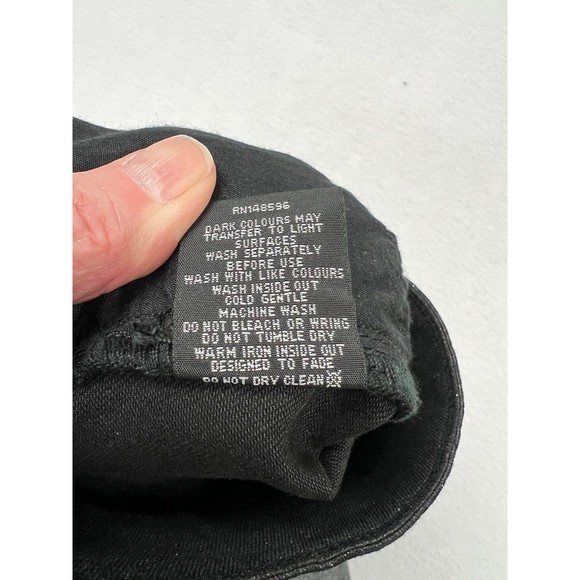 RN148596
DARK COLOURS MAY
TRANSFER TO LIGHT
SURFACES
WASH SEPARATELY
BEFORE USE
WASH WITH LIKE COLOURS
WASH INSIDE OUT
COLD GENTLE
MACHINE WASH
DO NOT BLEACH OR WRING
DO NOT TUMBLE DRY
WARM IRON INSIDE OUT
DESIGNED TO FADE
DO NOT DRY CLEAN